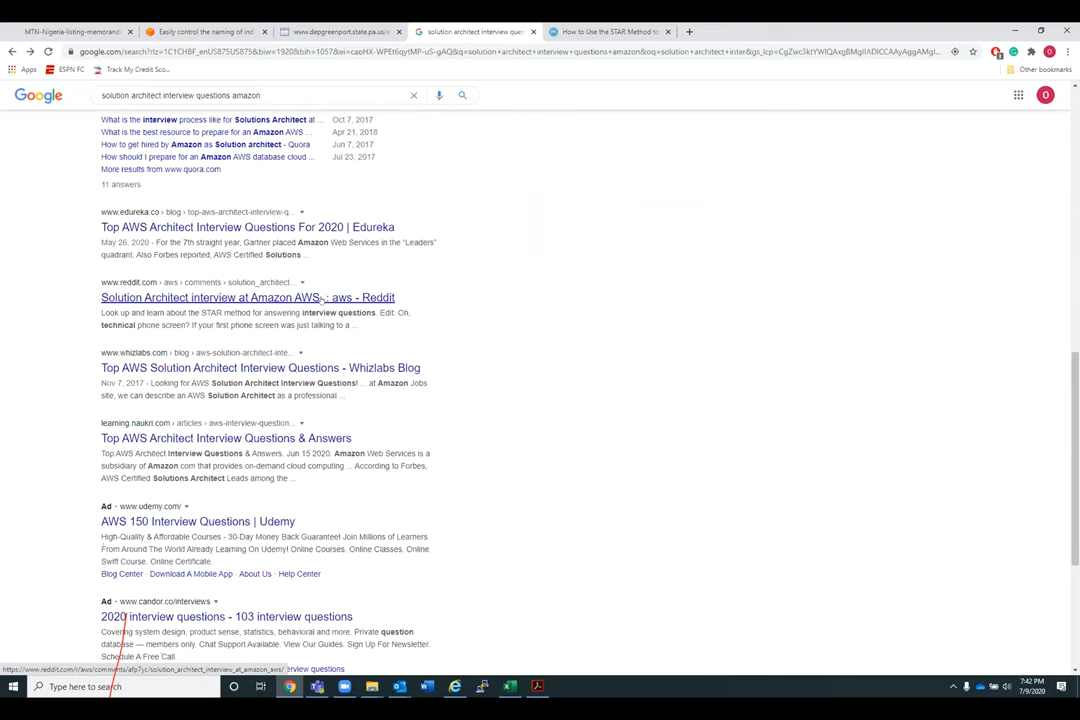 MTN-Nigeria-listing-memorand
Easily control the naming of indi
www.depgreenport.state.pa.us/e
solution architect interview ques
How to Use the STAR Method to
google.com/search?rlz=1C1CHBF_enUS875US875&biw=1920&bih=1057&ei=caoHX-WPEt6qytMP-uS-gAQ&q=solution+architect+interview+questions+amazon&oq=solution+architect+inter&gs_lcp=CgZwc3ktYWIQAxgBMgIIADICCAAyAggAMgI...
Apps
ESPN FC
Track My Credit Sco...
Other bookmarks
Google
solution architect interview questions amazon
What is the interview process like for Solutions Architect at ... Oct 7, 2017
What is the best resource to prepare for an Amazon AWS ... Apr 21, 2018
How to get hired by Amazon as Solution architect - Quora Jun 7, 2017
How should I prepare for an Amazon AWS database cloud ... Jul 23, 2017
More results from www.quora.com
11 answers
www.edureka.co › blog › top-aws-architect-interview-q...
Top AWS Architect Interview Questions For 2020 | Edureka
May 26, 2020 - For the 7th straight year, Gartner placed Amazon Web Services in the "Leaders"
quadrant. Also Forbes reported, AWS Certified Solutions ...
www.reddit.com › aws › comments › solution_architect...
Solution Architect interview at Amazon AWS. : aws - Reddit
Look up and learn about the STAR method for answering interview questions. Edit: Oh,
technical phone screen? If your first phone screen was just talking to a ...
www.whizlabs.com › blog › aws-solution-architect-inte...
Top AWS Solution Architect Interview Questions - Whizlabs Blog
Nov 7, 2017 - Looking for AWS Solution Architect Interview Questions! ... at Amazon Jobs
site, we can describe an AWS Solution Architect as a professional ...
learning.naukri.com › articles › aws-interview-question...
Top AWS Architect Interview Questions & Answers
Top AWS Architect Interview Questions & Answers. Jun 15 2020. Amazon Web Services is a
subsidiary of Amazon.com that provides on-demand cloud computing ... According to Forbes,
AWS Certified Solutions Architect Leads among the ...
Ad · www.udemy.com/
AWS 150 Interview Questions | Udemy
High-Quality & Affordable Courses - 30-Day Money Back Guarantee! Join Millions of Learners
From Around The World Already Learning On Udemy! Online Courses. Online Classes. Online
Swift Course. Online Certificate.
Blog Center · Download A Mobile App · About Us · Help Center
Ad · www.candor.co/interviews
2020 interview questions - 103 interview questions
Covering system design, product sense, statistics, behavioral and more. Private question
database — members only. Chat Support Available. View Our Guides. Sign Up For Newsletter.
Schedule A Free Call.
https://www.reddit.com/r/aws/comments/afp7yc/solution_architect_interview_at_amazon_aws/
erview questions
Type here to search
7:42 PM
7/9/2020